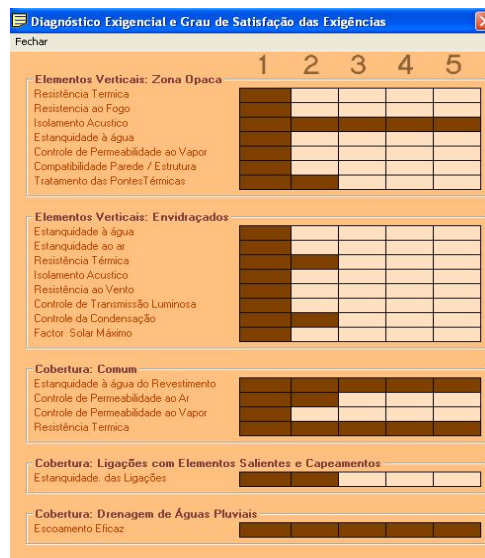 Diagnóstico Exigencial e Grau de Satisfação das Exigências
Fechar
1 2 3 4 5
Elementos Verticais: Zona Opaca
Resistência Termica
Resistencia ao Fogo
Isolamento Acustico
Estanquidade à água
Controle de Permeabilidade ao Vapor
Compatibilidade Parede / Estrutura
Tratamento das PontesTérmicas
Elementos Verticais: Envidraçados
Estanquidade à água
Estanquidade ao ar
Resistência Térmica
Isolamento Acustico
Resistência ao Vento
Controle de Transmissão Luminosa
Controle da Condensação
Factor Solar Máximo
Cobertura: Comum
Estanquidade à água do Revestimento
Controle de Permeabilidade ao Ar
Controle de Permeabilidade ao Vapor
Resistência Termica
Cobertura: Ligações com Elementos Salientes e Capeamentos
Estanquidade. das Ligações
Cobertura: Drenagem de Águas Pluviais
Escoamento Eficaz